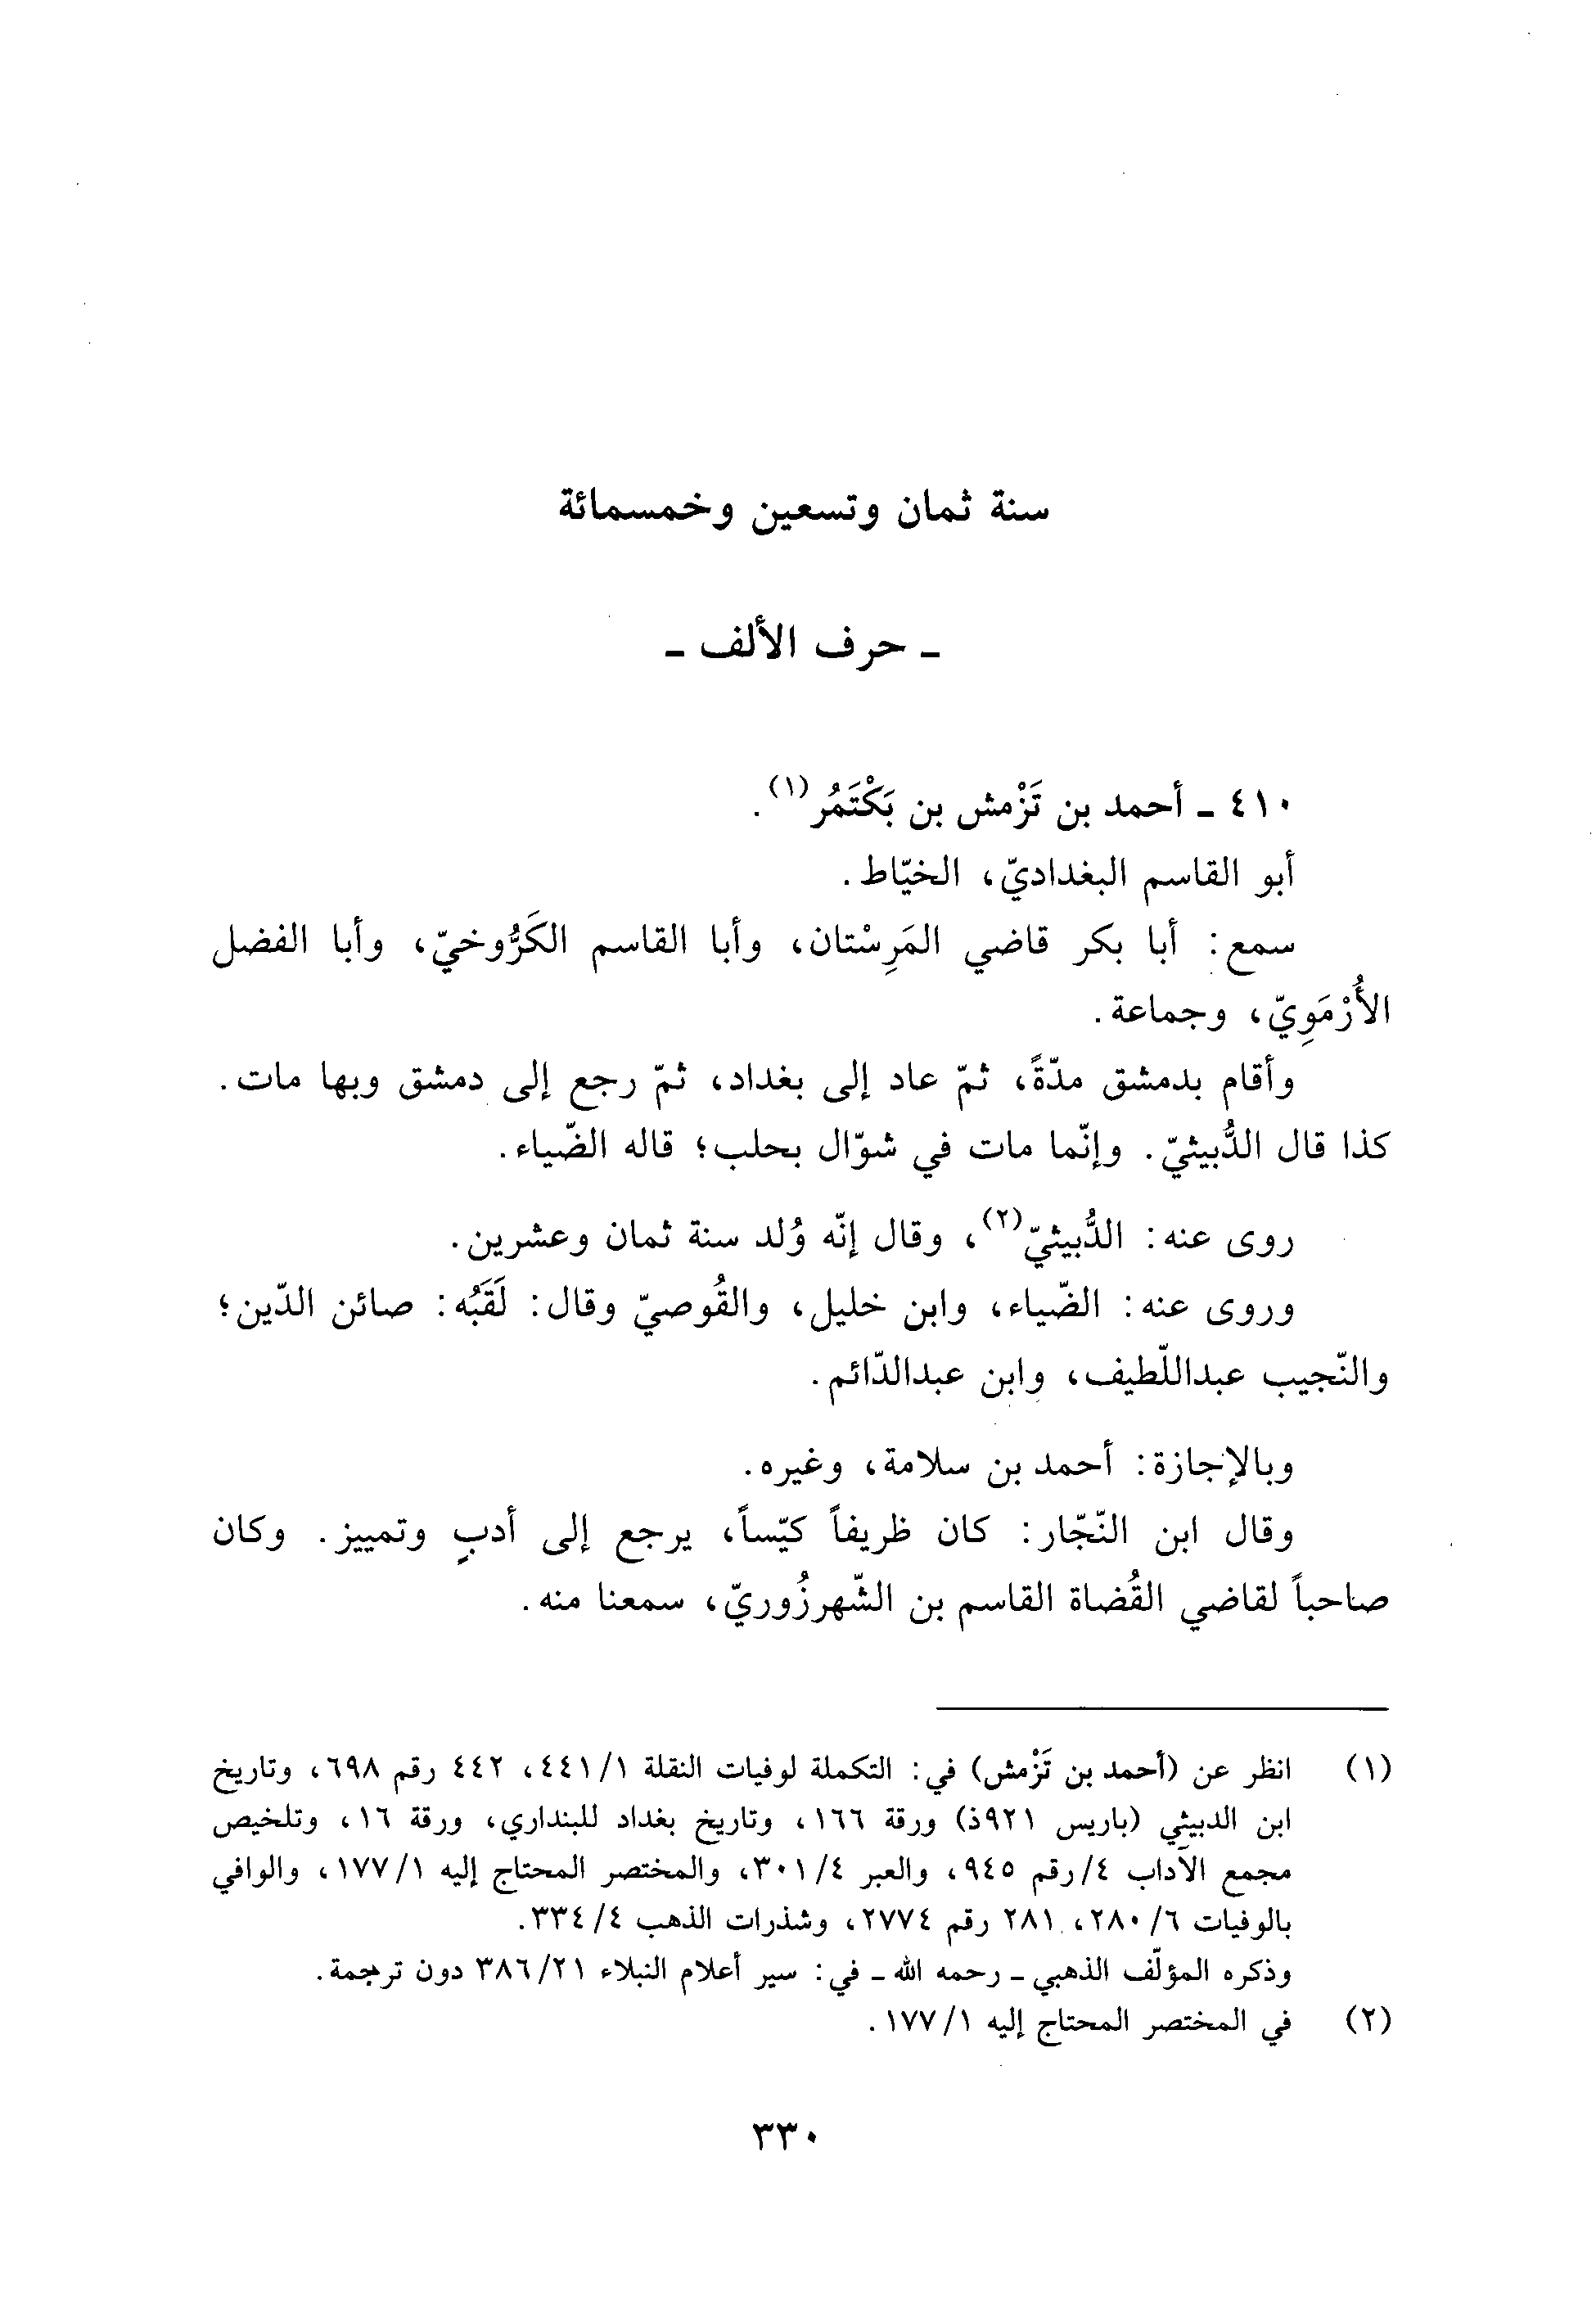 سنة ثمان وتسعين وخمسمائة
ـ حرف الألف ـ
٤١٠ ـ أحمد بن تَزْمش بن بَكْتَمُر(١).
أبو القاسم البغداديّ، الخيّاط.
سمع: أبا بكر قاضي المَرِسْتان، وأبا القاسم الكَرُّوخيّ، وأبا الفضل
الأُرْمَوِيّ، وجماعة.
وأقام بدمشق مدّةً، ثمّ عاد إلى بغداد، ثمّ رجع إلى دمشق وبها مات.
كذا قال الدُّبيثيّ. وإنّما مات في شوّال بحلب؛ قاله الضّياء.
روى عنه: الدُّبيثيّ(٢)، وقال إنّه وُلد سنة ثمان وعشرين.
وروى عنه: الضّياء، وابن خليل، والقُوصيّ وقال: لَقَبُه: صائن الدّين؛
والنّجيب عبداللّطيف، وابن عبدالدّائم.
وبالإجازة: أحمد بن سلامة، وغيره.
وقال ابن النّجّار: كان ظريفاً كيّساً، يرجع إلى أدبٍ وتمييز. وكان
صاحباً لقاضي القُضاة القاسم بن الشّهرزُوريّ، سمعنا منه.
(١) انظر عن (أحمد بن تَزْمش) في: التكملة لوفيات النقلة ١/ ٤٤١، ٤٤٢ رقم ٦٩٨، وتاريخ
ابن الدبيثي (باريس ٩٢١ذ) ورقة ١٦٦، وتاريخ بغداد للبنداري، ورقة ١٦، وتلخيص
مجمع الآداب ٤/ رقم ٩٤٥، والعبر ٤/ ٣٠١، والمختصر المحتاج إليه ١/ ١٧٧، والوافي
بالوفيات ٦/ ٢٨٠، ٢٨١ رقم ٢٧٧٤، وشذرات الذهب ٤/ ٣٣٤.
وذكره المؤلّف الذهبي ـ رحمه الله ـ في: سير أعلام النبلاء ٢١/ ٣٨٦ دون ترجمة.
(٢) في المختصر المحتاج إليه ١/ ١٧٧.
٣٣٠